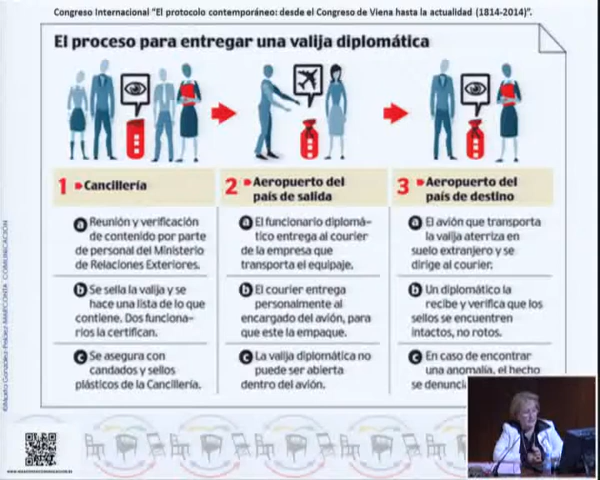 Congreso Internacional "El protocolo contemporáneo: desde el Congreso de Viena hasta la actualidad (1814-2014)".
El proceso para entregar una valija diplomática
1 Cancillería
a Reunión y verificación
de contenido por parte
de personal del Ministerio
de Relaciones Exteriores.
b Se sella la valija y se
hace una lista de lo que
contiene. Dos funciona-
rios la certifican.
c Se asegura con
candados y sellos
plásticos de la Cancillería.
2 Aeropuerto del
país de salida
a El funcionario diplomá-
tico entrega al courier
de la empresa que
transporta el equipaje.
b El courier entrega
personalmente al
encargado del avión, para
que este la empaque.
c La valija diplomática no
puede ser abierta
dentro del avión.
3 Aeropuerto del
país de destino
a El avión que transporta
la valija aterriza en
suelo extranjero y se
dirige al courier.
b Un diplomático la
recibe y verifica que los
sellos se encuentren
intactos, no rotos.
c En caso de encontrar
una anomalía, el hecho
se denunci